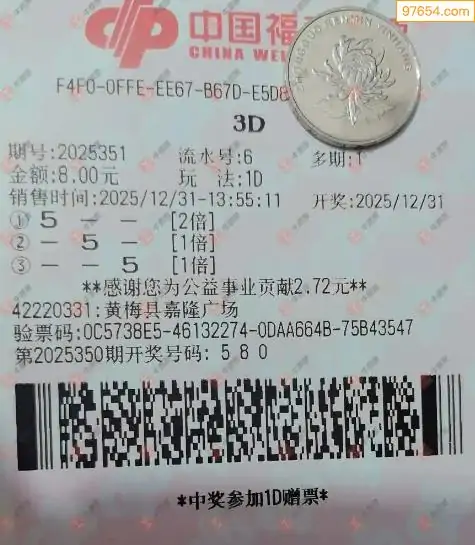 97654.com
中国福
CHINA WEL
F4F0-0FFE-EE67-B67D-E5D8
3D
期号:2025351 流水号:6 多期:1
金额:8.00元 玩 法:1D
销售时间:2025/12/31-13:55:11 开奖:2025/12/31
① 5 — — [2倍]
② — 5 — [1倍]
③ — — 5 [1倍]
**感谢您为公益事业贡献2.72元**
42220331:黄梅县嘉隆广场
验票码:0C5738E5-46132274-0DAA664B-75B43547
第2025350期开奖号码: 5 8 0
*中奖参加1D赠票*